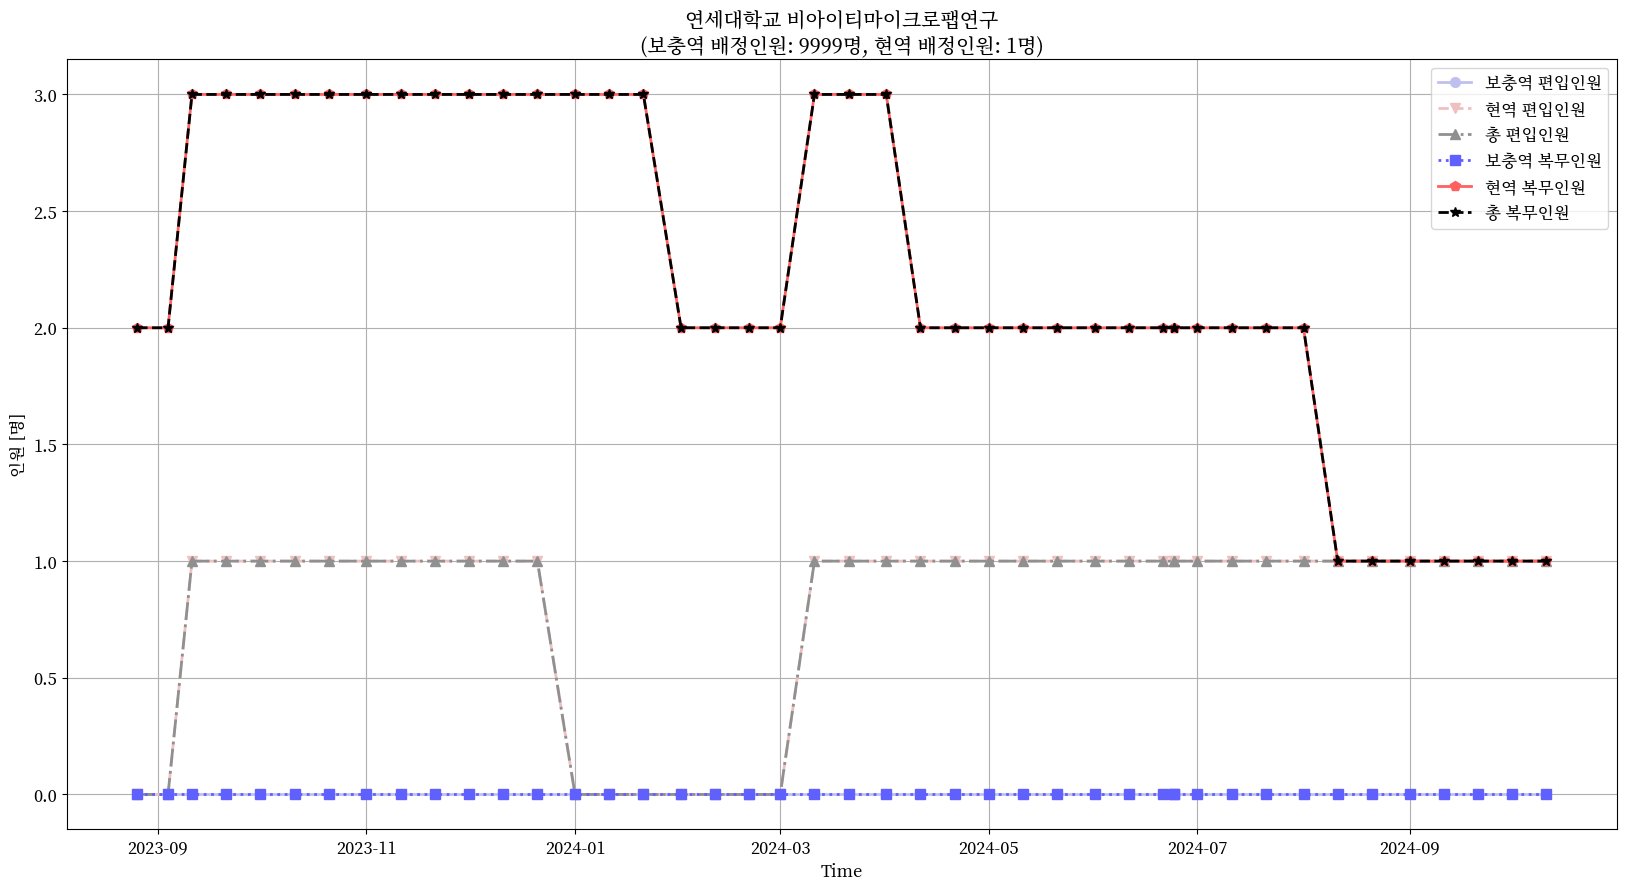 연세대학교 비아이티마이크로팹연구
(보충역 배정인원: 9999명, 현역 배정인원: 1명)
보충역 편입인원
현역 편입인원
총 편입인원
보충역 복무인원
현역 복무인원
총 복무인원
인원 [명]
3.0
2.5
2.0
1.5
1.0
0.5
0.0
2023-09
2023-11
2024-01
2024-03
2024-05
2024-07
2024-09
Time